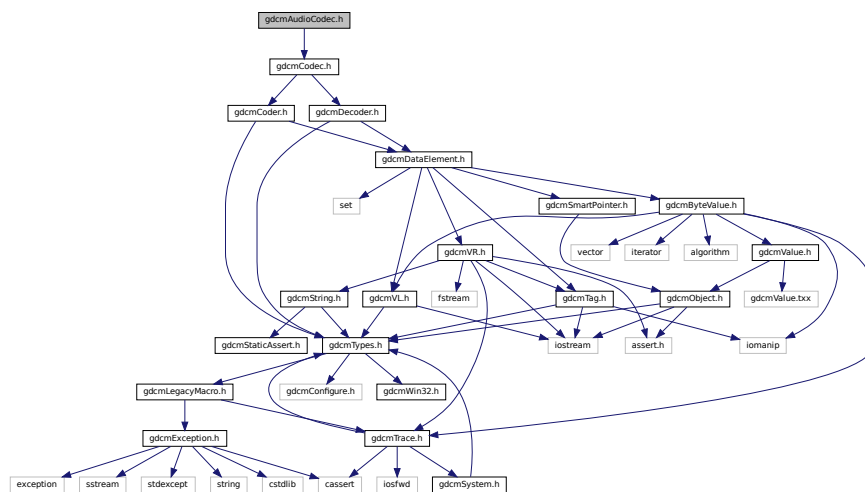 gdcmAudioCodec.h
gdcmCodec.h
gdcmCoder.h
gdcmDecoder.h
gdcmDataElement.h
set
gdcmSmartPointer.h
gdcmByteValue.h
gdcmVR.h
vector
iterator
algorithm
gdcmValue.h
gdcmString.h
gdcmVL.h
fstream
gdcmTag.h
gdcmObject.h
gdcmValue.txx
gdcmStaticAssert.h
gdcmTypes.h
iostream
assert.h
iomanip
gdcmLegacyMacro.h
gdcmConfigure.h
gdcmWin32.h
gdcmException.h
gdcmTrace.h
exception
sstream
stdexcept
string
cstdlib
cassert
iosfwd
gdcmSystem.h